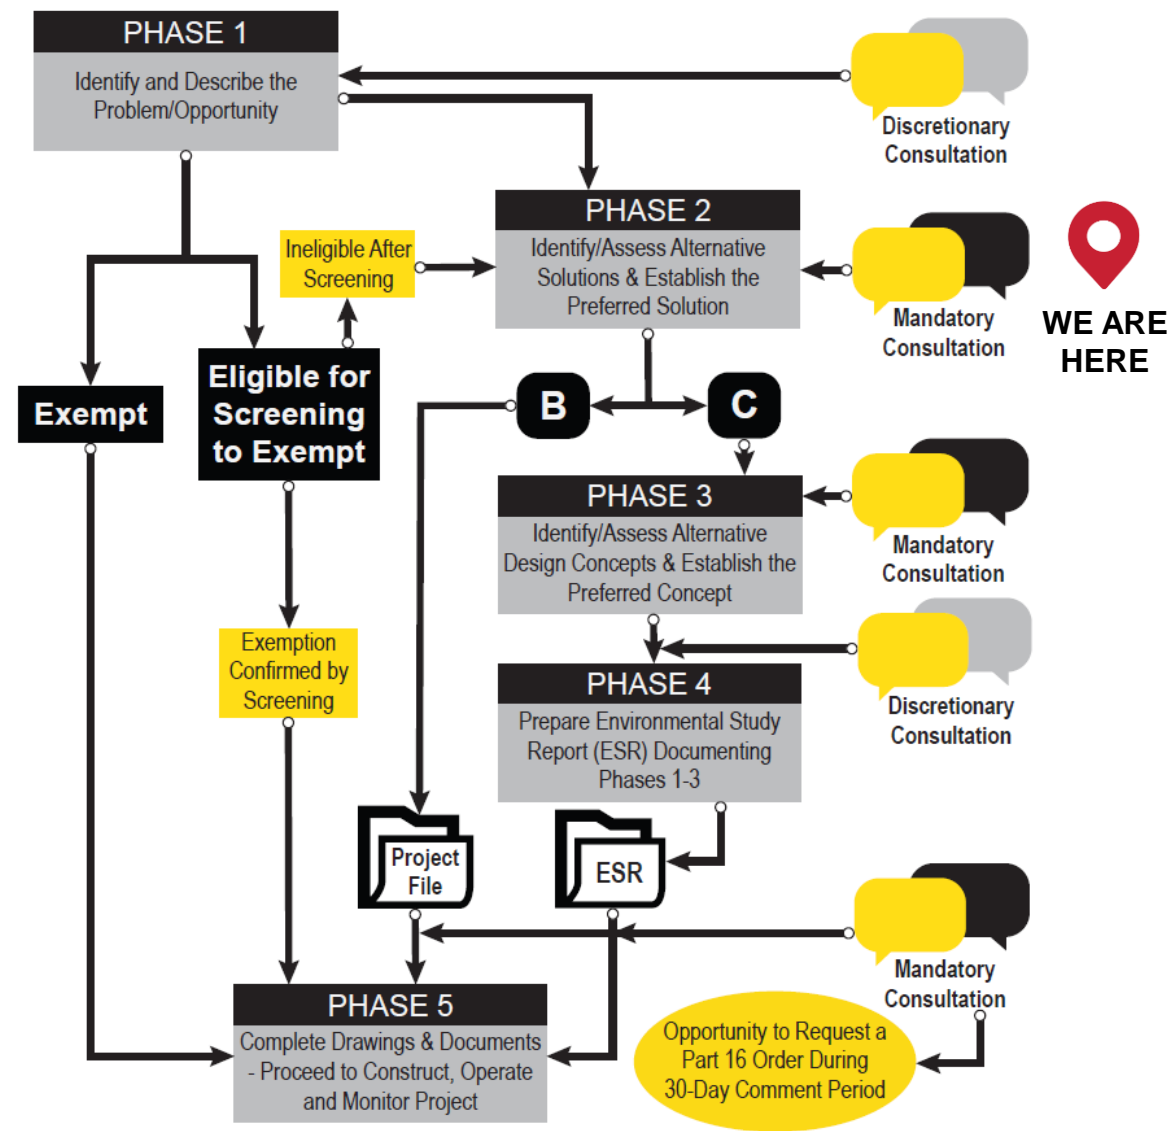 PHASE 1
Identify and Describe the
Problem/Opportunity
Discretionary
Consultation
PHASE 2
Identify/Assess Alternative
Solutions & Establish the
Preferred Solution
Ineligible After
Screening
Mandatory
Consultation
WE ARE
HERE
Exempt
Eligible for
Screening
to Exempt
B
C
PHASE 3
Identify/Assess Alternative
Design Concepts & Establish the
Preferred Concept
Mandatory
Consultation
Exemption
Confirmed by
Screening
Discretionary
Consultation
PHASE 4
Prepare Environmental Study
Report (ESR) Documenting
Phases 1-3
Project
File
ESR
Mandatory
Consultation
PHASE 5
Complete Drawings & Documents
- Proceed to Construct, Operate
and Monitor Project
Opportunity to Request a
Part 16 Order During
30-Day Comment Period